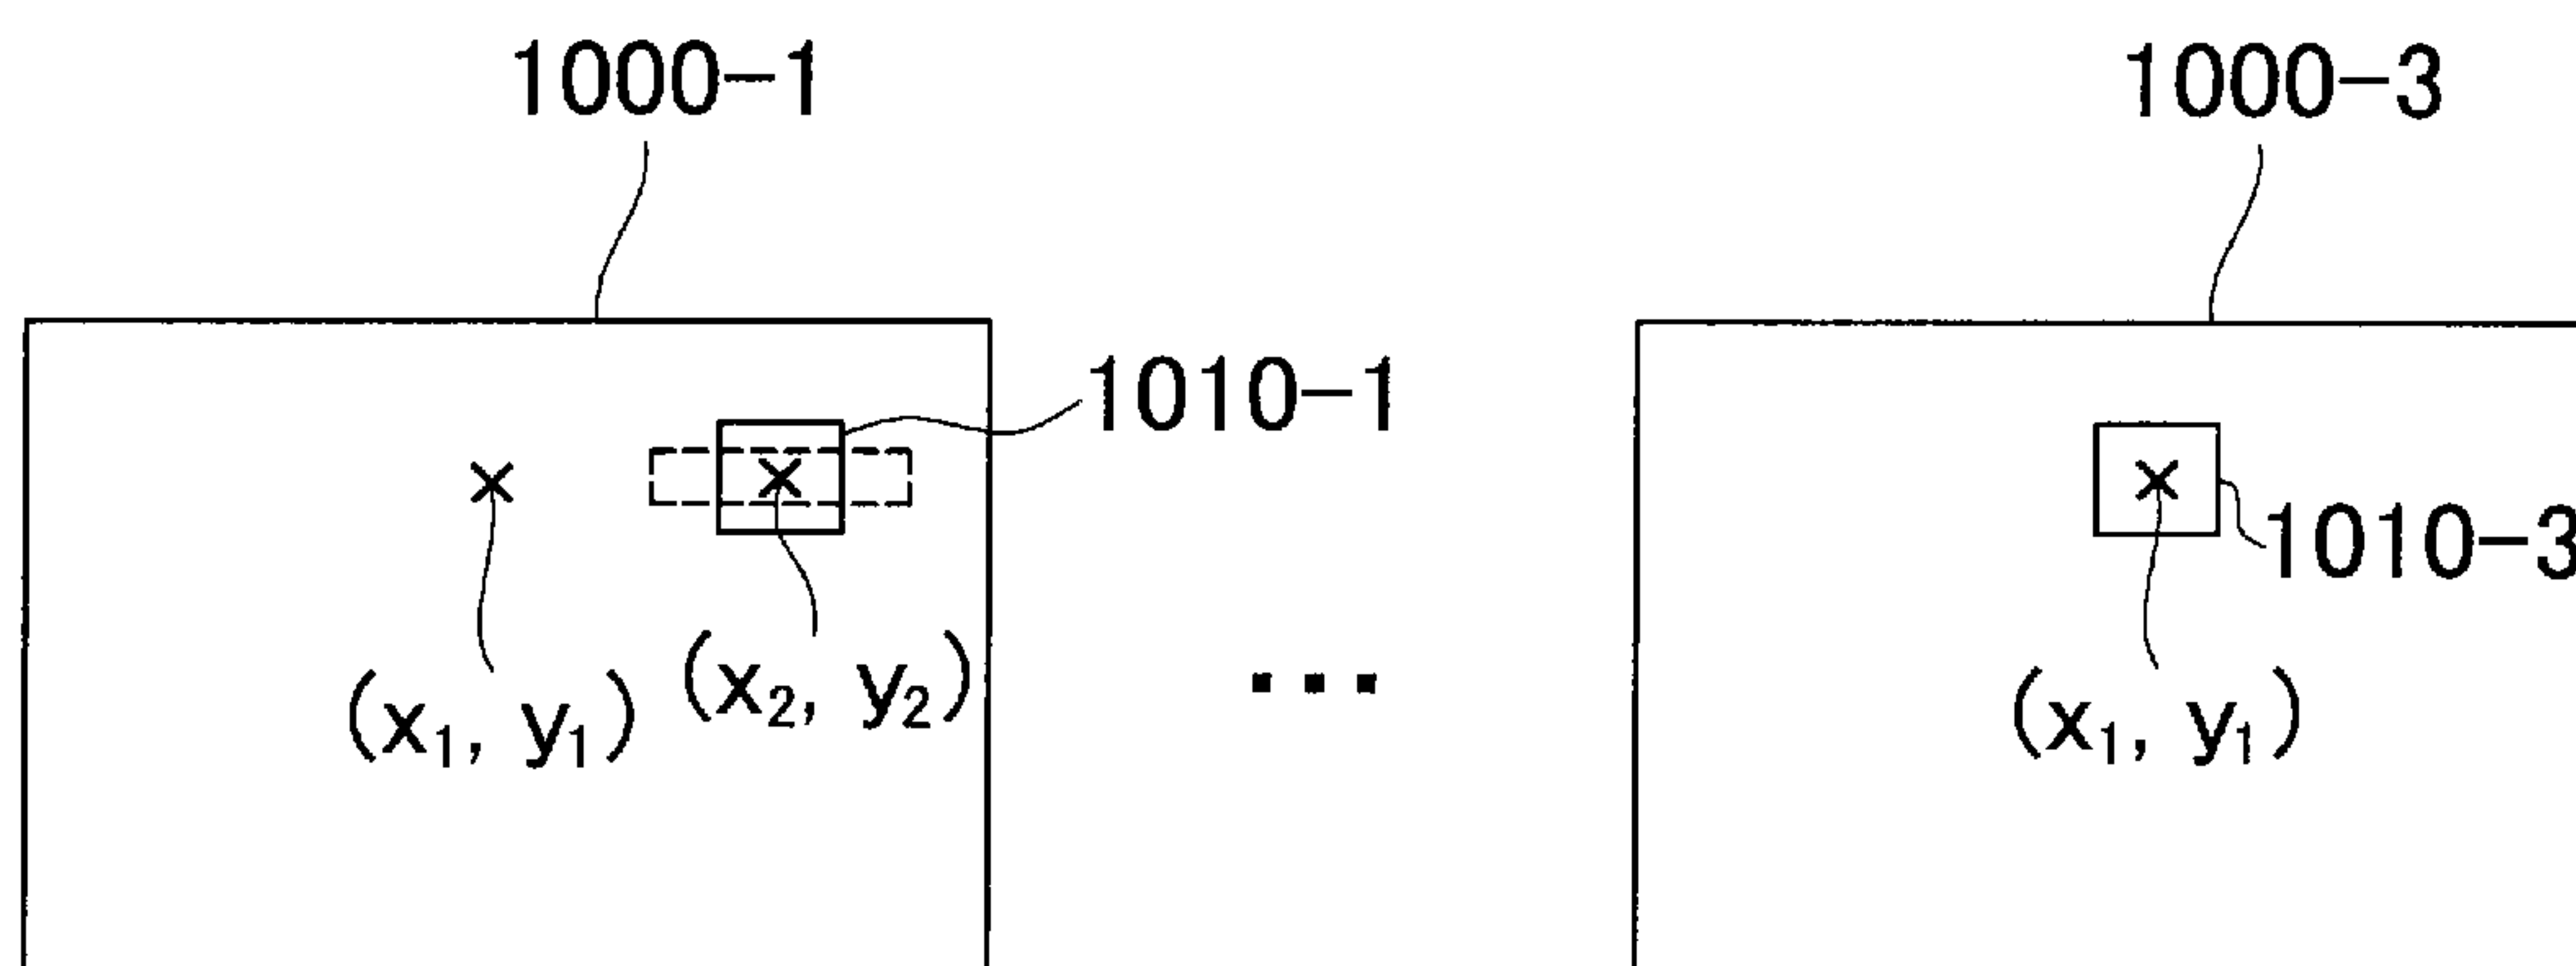 1000-1
1000-3
1010-1
1010-3
(x₁, y₁)
(x₂, y₂)
...
(x₁, y₁)